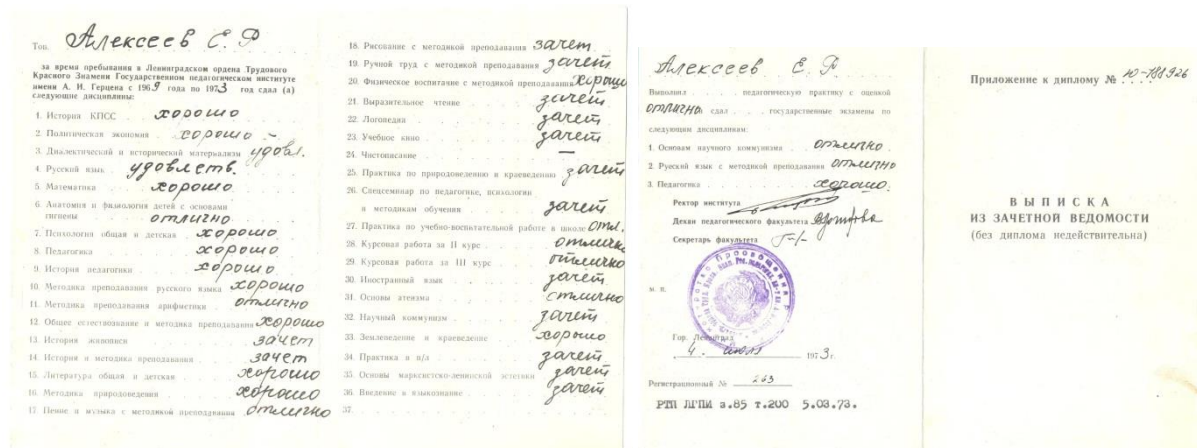 Тов. Алексеев Е. Р
за время пребывания в Ленинградском ордена Трудового
Красного Знамени Государственном педагогическом институте
имени А. И. Герцена с 1969 года по 1973 год сдал (а)
следующие дисциплины:
1. История КПСС хорошо
2. Политическая экономия хорошо
3. Диалектический и исторический материализм удовл.
4. Русский язык удовлетв.
5. Математика хорошо
6. Анатомия и физиология детей с основами
гигиены отлично
7. Психология общая и детская хорошо
8. Педагогика хорошо
9. История педагогики хорошо
10. Методика преподавания русского языка хорошо
11. Методика преподавания арифметики отлично
12. Общее естествознание и методика преподавания хорошо
13. История живописи зачет
14. История и методика преподавания зачет
15. Литература общая и детская хорошо
16. Методика природоведения хорошо
17. Пение и музыка с методикой преподавания отлично
18. Рисование с методикой преподавания зачет
19. Ручной труд с методикой преподавания зачет
20. Физическое воспитание с методикой преподавания хорошо
21. Выразительное чтение зачет
22. Логопедия зачет
23. Учебное кино зачет
24. Чистописание —
25. Практика по природоведению и краеведению зачет
26. Спецсеминар по педагогике, психологии
и методикам обучения зачет
27. Практика по учебно-воспитательной работе в школе отл.
28. Курсовая работа за II курс отлично
29. Курсовая работа за III курс отлично
30. Иностранный язык зачет
31. Основы атеизма отлично
32. Научный коммунизм зачет
33. Землеведение и краеведение хорошо
34. Практика в п/л зачет
35. Основы марксистско-ленинской эстетики зачет
36. Введение в языкознание зачет
37.
Алексеев Е. Р.
Выполнил педагогическую практику с оценкой
отлично сдал государственные экзамены по
следующим дисциплинам:
1. Основам научного коммунизма отлично
2. Русский язык с методикой преподавания отлично
3. Педагогика хорошо.
Ректор института
Декан педагогического факультета
Секретарь факультета
М. П.
Гор. Ленинград
4. июля 1973г.
Регистрационный № 263
РТП ЛГПИ з.85 т.200 5.03.73.
Приложение к диплому № Ю-788926
ВЫПИСКА
ИЗ ЗАЧЕТНОЙ ВЕДОМОСТИ
(без диплома недействительна)